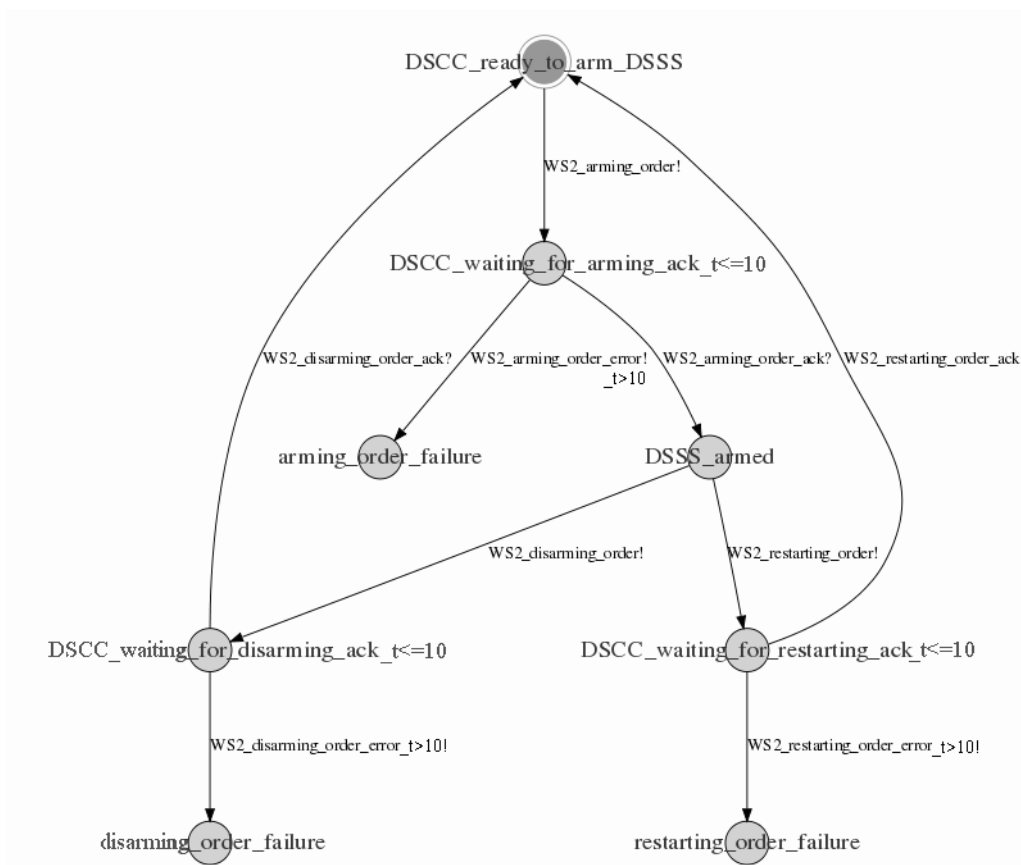 DSCC_ready_to_arm_DSSS
WS2_arming_order!
DSCC_waiting_for_arming_ack_t<=10
WS2_disarming_order_ack?
WS2_arming_order_error!
_t>10
WS2_arming_order_ack?
WS2_restarting_order_ack
arming_order_failure
DSSS_armed
WS2_disarming_order!
WS2_restarting_order!
DSCC_waiting_for_disarming_ack_t<=10
DSCC_waiting_for_restarting_ack_t<=10
WS2_disarming_order_error_t>10!
WS2_restarting_order_error_t>10!
disarming_order_failure
restarting_order_failure